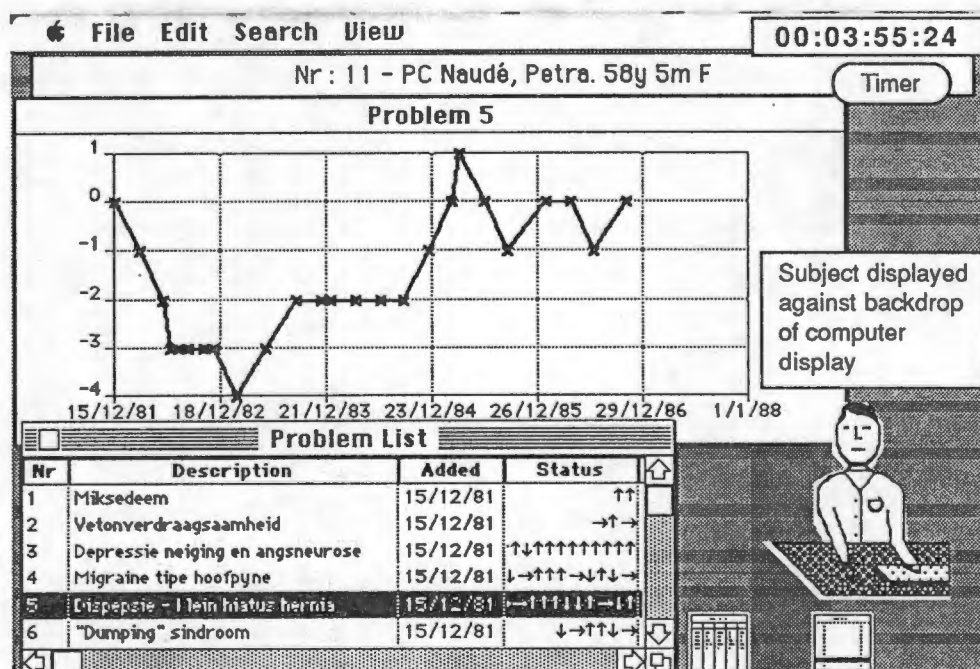 File Edit Search View
00:03:55:24
Nr : 11 - PC Naudé, Petra. 58y 5m F
Timer
Problem 5
1
0
-1
-2
-3
-4
15/12/81 18/12/82 21/12/83 23/12/84 26/12/85 29/12/86 1/1/88
Subject displayed
against backdrop
of computer
display
Problem List
Nr Description Added Status
1 Miksedeem 15/12/81 ↑↑
2 Vetonverdraagsaamheid 15/12/81 →↑→
3 Depressie neiging en angsneurose 15/12/81 ↑↓↑↑↑↑↑↑↑↑↑
4 Migraine tipe hoofpyne 15/12/81 ↓→↑↑↑→↓↑↓→
5 Dispepsie - Klein hiatus hernia 15/12/81
6 "Dumping" sindroom 15/12/81 ↓→↑↑↓→